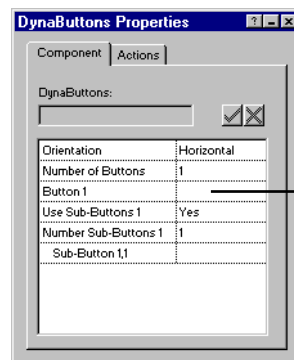 DynaButtons Properties
Component Actions
DynaButtons:
Orientation Horizontal
Number of Buttons 1
Button 1
Use Sub-Buttons 1 Yes
Number Sub-Buttons 1 1
Sub-Button 1,1